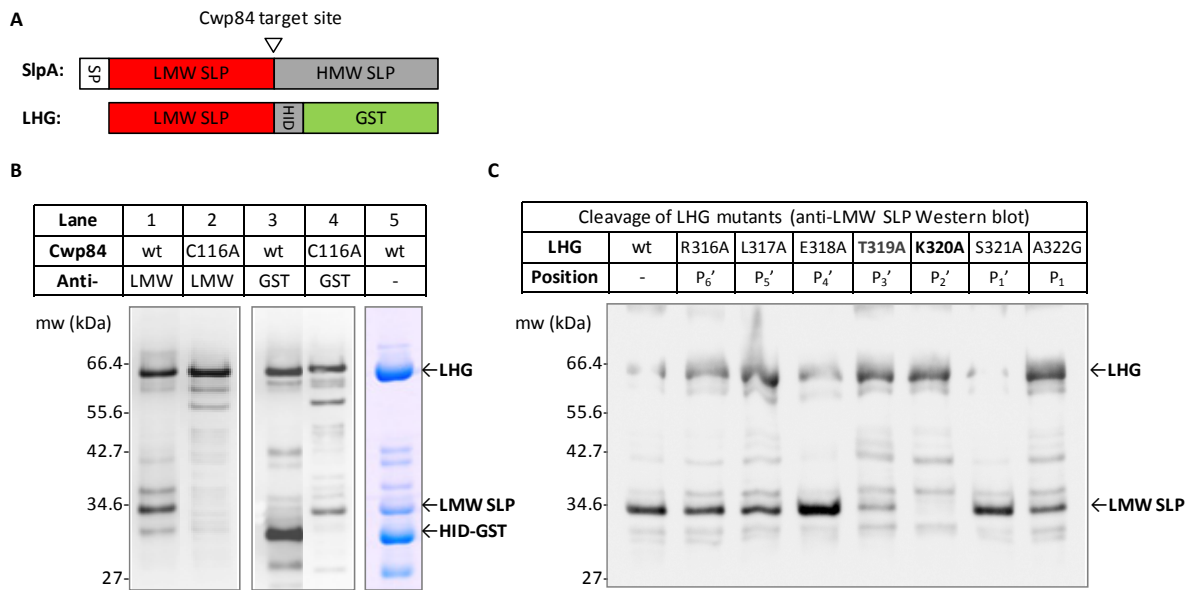 A
Cwp84 target site
SlpA: SP LMW SLP HMW SLP
LHG: LMW SLP HID GST
B
Lane 1 2 3 4 5
Cwp84 wt C116A wt C116A wt
Anti- LMW LMW GST GST -
mw (kDa)
66.4-
55.6-
42.7-
34.6-
27-
←LHG
←LMW SLP
←HID-GST
C
Cleavage of LHG mutants (anti-LMW SLP Western blot)
LHG wt R316A L317A E318A T319A K320A S321A A322G
Position - P6' P5' P4' P3' P2' P1' P1
mw (kDa)
66.4-
55.6-
42.7-
34.6-
27-
←LHG
←LMW SLP